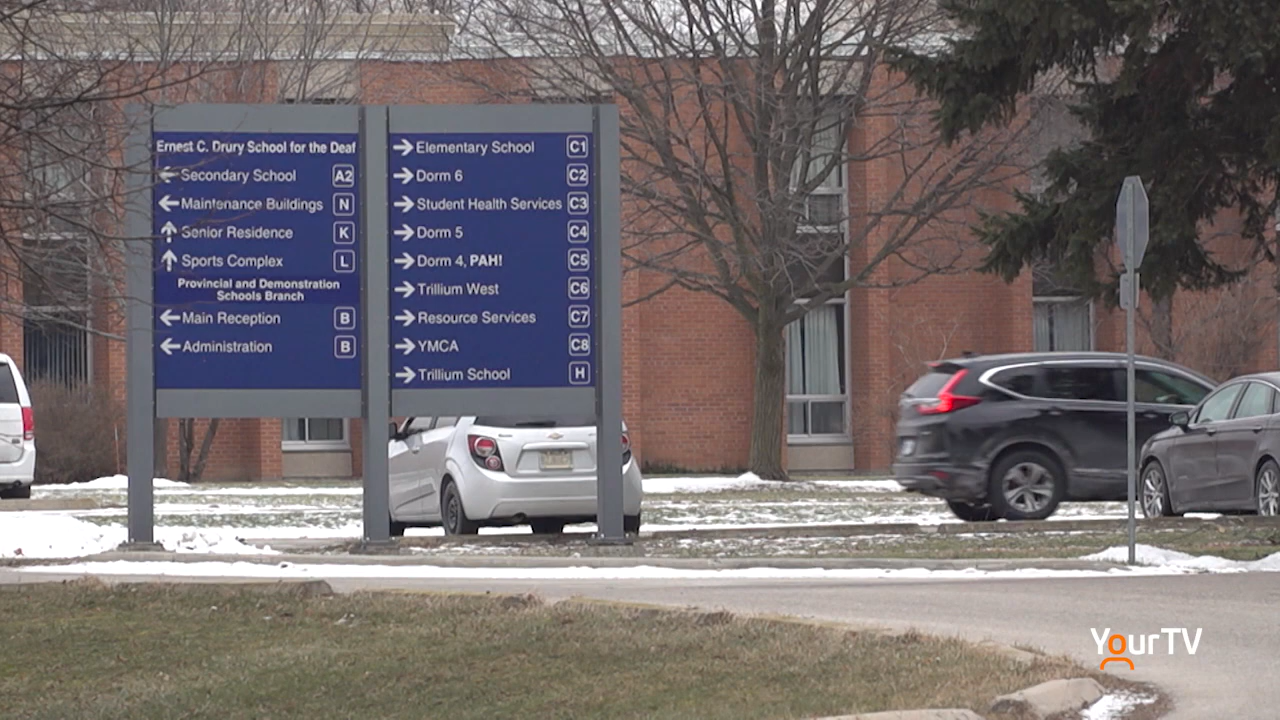 Ernest C. Drury School for the Deaf
← Secondary School A2
← Maintenance Buildings N
↑ Senior Residence K
↑ Sports Complex L
Provincial and Demonstration
Schools Branch
← Main Reception B
← Administration B
→ Elementary School C1
→ Dorm 6 C2
→ Student Health Services C3
→ Dorm 5 C4
→ Dorm 4, PAH! C5
→ Trillium West C6
→ Resource Services C7
→ YMCA C8
→ Trillium School H
YourTV